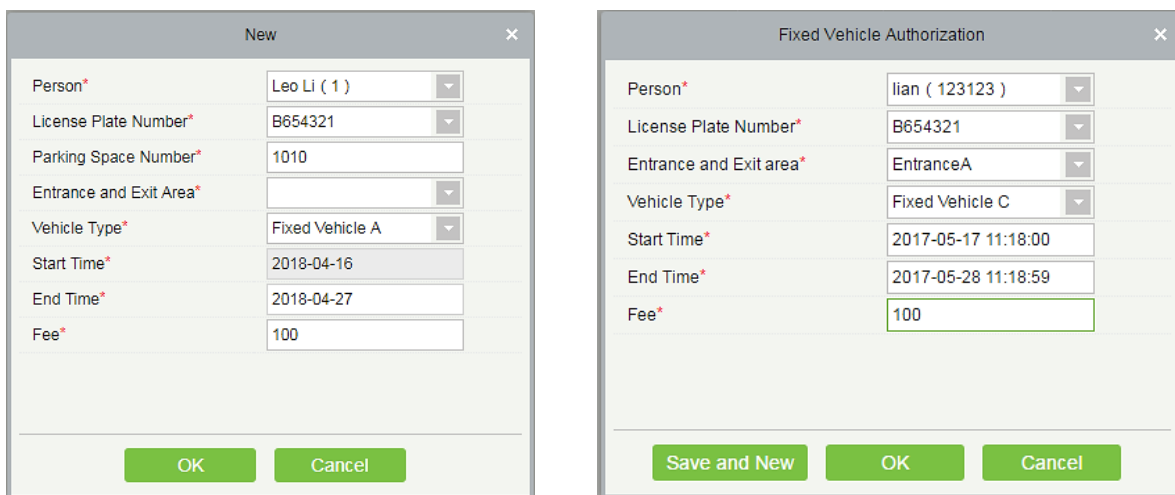 New
Person* Leo Li ( 1 )
License Plate Number* B654321
Parking Space Number* 1010
Entrance and Exit Area*
Vehicle Type* Fixed Vehicle A
Start Time* 2018-04-16
End Time* 2018-04-27
Fee* 100
OK Cancel
Fixed Vehicle Authorization
Person* lian ( 123123 )
License Plate Number* B654321
Entrance and Exit area* EntranceA
Vehicle Type* Fixed Vehicle C
Start Time* 2017-05-17 11:18:00
End Time* 2017-05-28 11:18:59
Fee* 100
Save and New OK Cancel